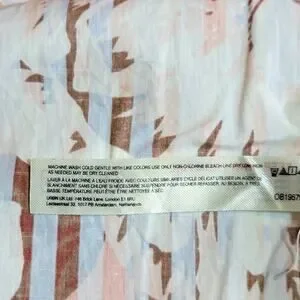 MACHINE WASH COLD GENTLE WITH LIKE COLORS USE ONLY NON-CHLORINE BLEACH LINE DRY LOW IRON
AS NEEDED MAY BE DRY CLEANED
LAVER À LA MACHINE À L'EAU FROIDE AVEC COULEURS SIMILAIRES CYCLE DÉLICAT UTILISER UN AGENT DE
BLANCHIMENT SANS CHLORE SI NÉCESSAIRE SUSPENDRE POUR SÉCHER REPASSER, AU BESOIN, À TRÈS
BASSE TEMPÉRATURE PEUT ÊTRE NETTOYÉ À SEC
URBN UK Ltd. 146 Brick Lane, London E1 6RU
1017 PB Amsterdam, Netherlands